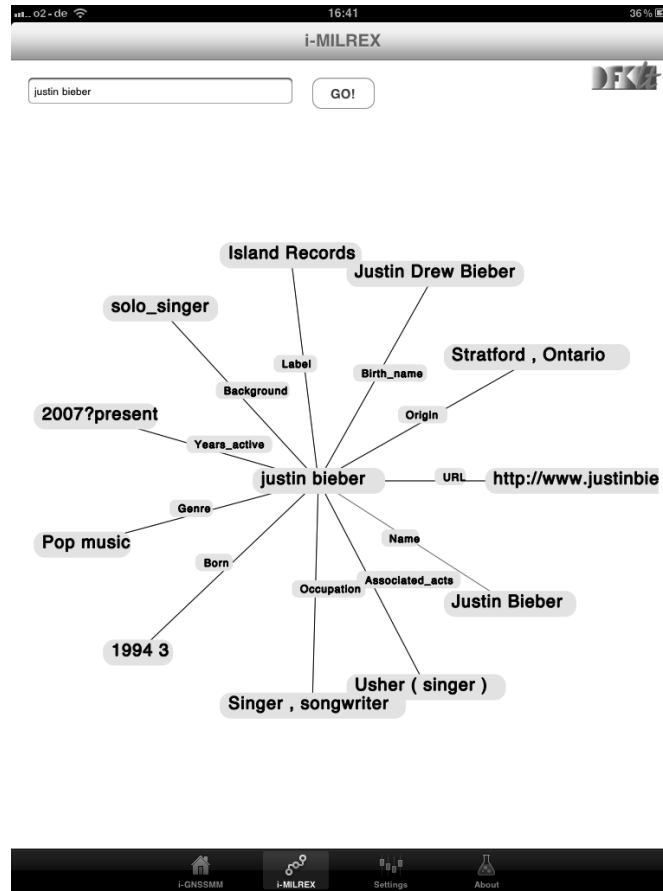 o2-de 16:41 36%
i-MILREX
justin bieber GO! DFKI
Island Records
Justin Drew Bieber
solo_singer
Stratford , Ontario
Label
Birth_name
Background
2007?present
Origin
Years_active
justin bieber URL http://www.justinbie
Genre
Name
Pop music
Born
Associated_acts
Occupation
Justin Bieber
1994 3
Usher ( singer )
Singer , songwriter
i-GNSSMM i-MILREX Settings About